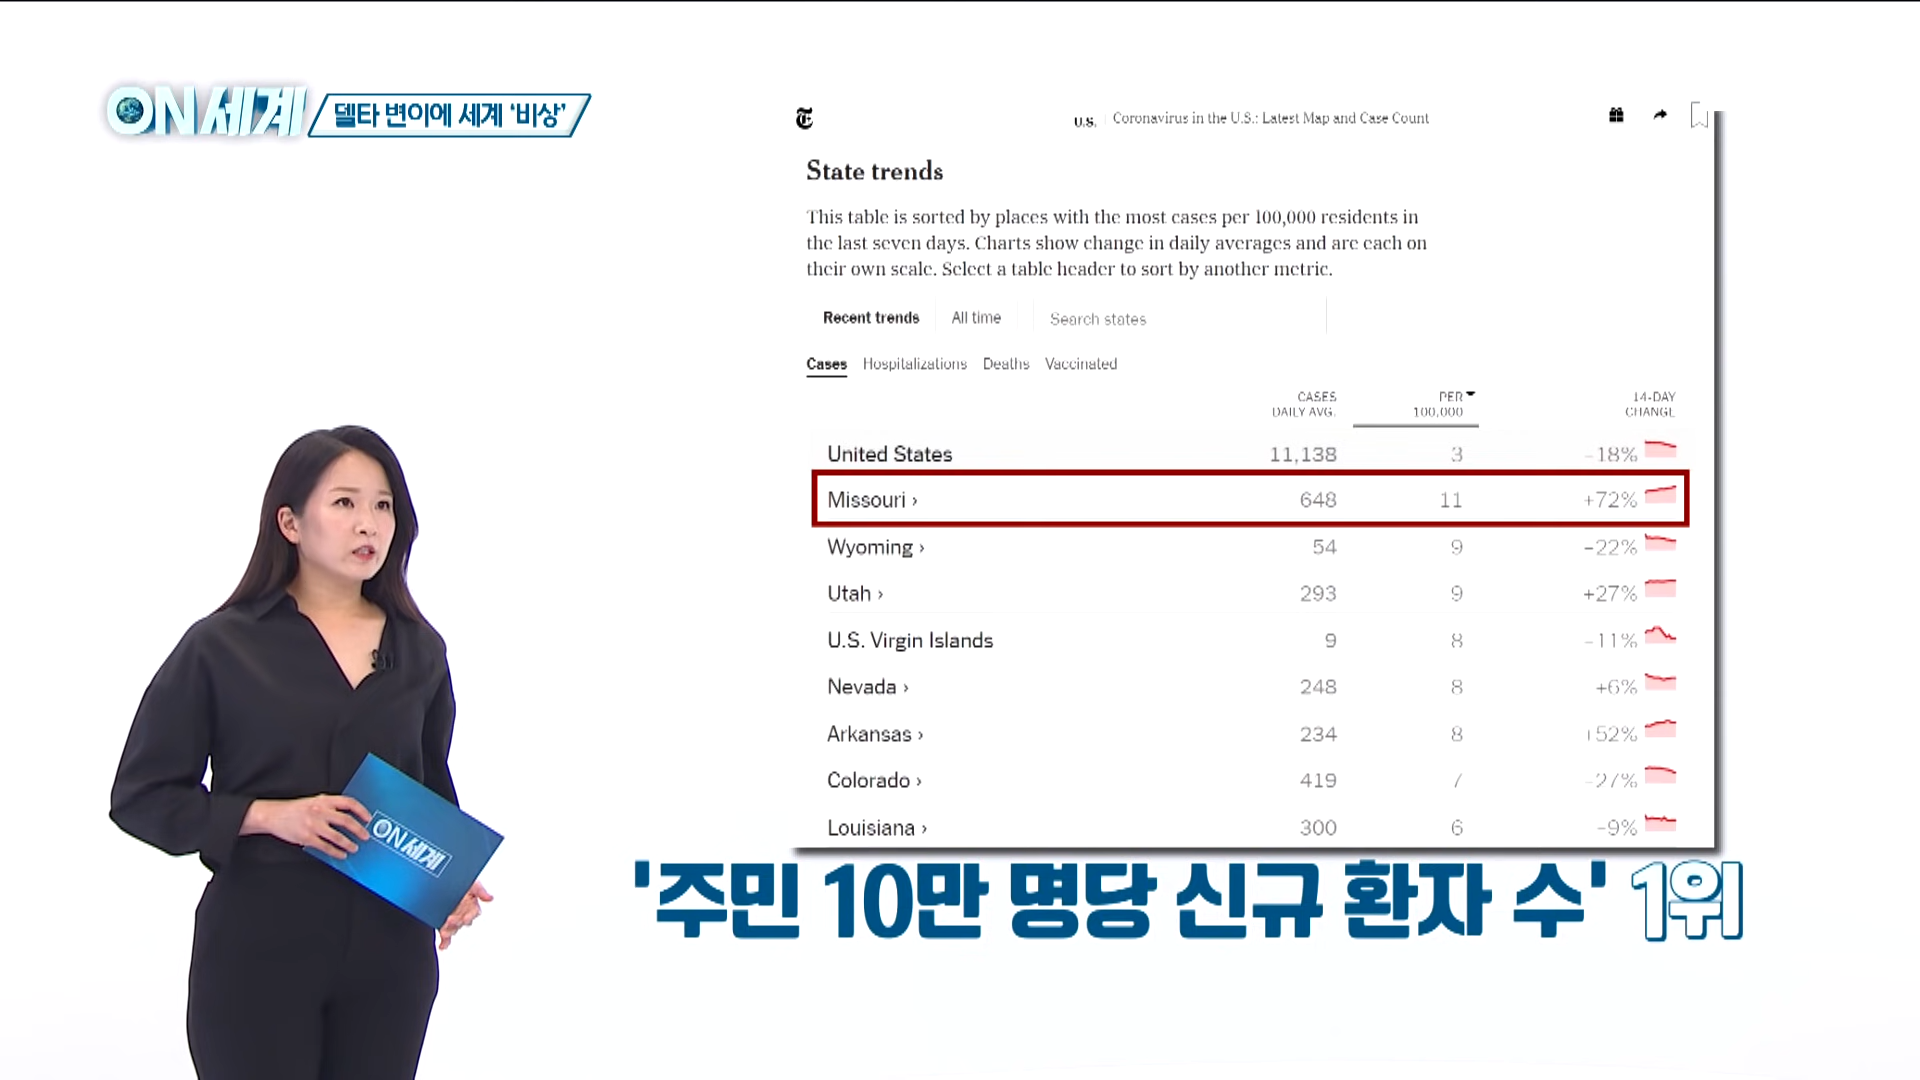 ON세계
델타 변이에 세계 ‘비상’
U.S. Coronavirus in the U.S.: Latest Map and Case Count
State trends
This table is sorted by places with the most cases per 100,000 residents in
the last seven days. Charts show change in daily averages and are each on
their own scale. Select a table header to sort by another metric.
Recent trends All time Search states
Cases Hospitalizations Deaths Vaccinated
CASES DAILY AVG. PER 100,000 14-DAY CHANGE
United States 11,138 3 –18%
Missouri › 648 11 +72%
Wyoming › 54 9 –22%
Utah › 293 9 +27%
U.S. Virgin Islands 9 8 –11%
Nevada › 248 8 +6%
Arkansas › 234 8 +52%
Colorado › 419 7 –27%
Louisiana › 300 6 –9%
ON세계
'주민 10만 명당 신규 환자 수' 1위